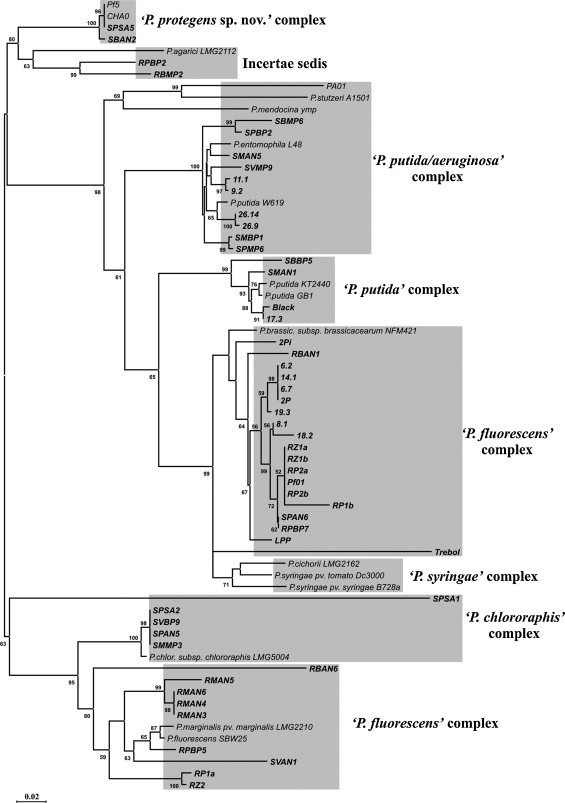 Pf5
CHA0
SPSA5
SBAN2
96
80
'P. protegens sp. nov.' complex
P.agarici LMG2112
RPBP2
RBMP2
63
99
Incertae sedis
PA01
P.stutzeri A1501
P.mendocina ymp
99
69
SBMP6
SPBP2
99
P.entomophila L48
SMAN5
SVMP9
100
11.1
9.2
97
P.putida W619
26.14
26.9
65
100
SMBP1
SPMP6
99
98
'P. putida/aeruginosa'
complex
61
SBBP5
SMAN1
P.putida KT2440
P.putida GB1
Black
17.3
99
76
93
88
91
'P. putida' complex
65
P.brassic. subsp. brassicacearum NFM421
2Pi
RBAN1
6.2
14.1
6.7
2P
19.3
98
59
64
8.1
18.2
56
56
RZ1a
RZ1b
RP2a
Pf01
RP2b
RP1b
SPAN6
RPBP7
99
52
72
62
67
LPP
Trebol
99
'P. fluorescens'
complex
P.cichorii LMG2162
P.syringae pv. tomato Dc3000
P.syringae pv. syringae B728a
71
'P. syringae' complex
SPSA1
SPSA2
SVBP9
SPAN5
SMMP3
P.chlor. subsp. chlororaphis LMG5004
98
100
63
'P. chlororaphis'
complex
95
RBAN6
RMAN5
RMAN6
RMAN4
RMAN3
99
98
80
P.marginalis pv. marginalis LMG2210
P.fluorescens SBW25
RPBP5
87
65
63
SVAN1
RP1a
RZ2
59
100
'P. fluorescens' complex
0.02